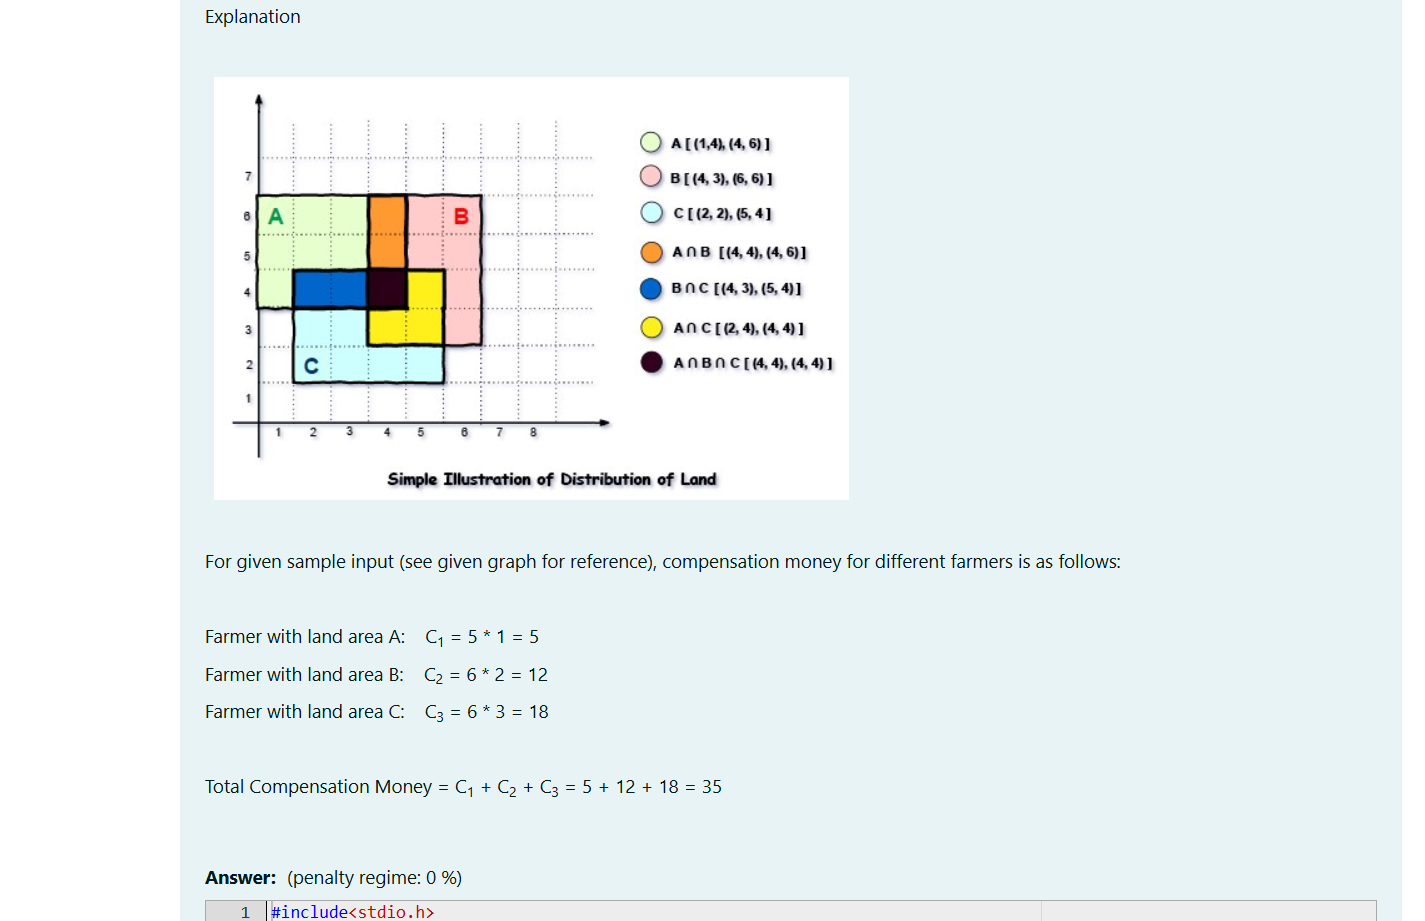 Explanation
7
6
5
4
3
2
1
A
B
C
1 2 3 4 5 6 7 8
A [ (1,4), (4, 6) ]
B [ (4, 3), (6, 6) ]
C [ (2, 2), (5, 4 ]
A ∩ B [(4, 4), (4, 6)]
B ∩ C [(4, 3), (5, 4)]
A ∩ C [ (2, 4), (4, 4) ]
A ∩ B ∩ C [ (4, 4), (4, 4) ]
Simple Illustration of Distribution of Land
For given sample input (see given graph for reference), compensation money for different farmers is as follows:
Farmer with land area A: C₁ = 5 * 1 = 5
Farmer with land area B: C₂ = 6 * 2 = 12
Farmer with land area C: C₃ = 6 * 3 = 18
Total Compensation Money = C₁ + C₂ + C₃ = 5 + 12 + 18 = 35
Answer: (penalty regime: 0 %)
1 #include<stdio.h>